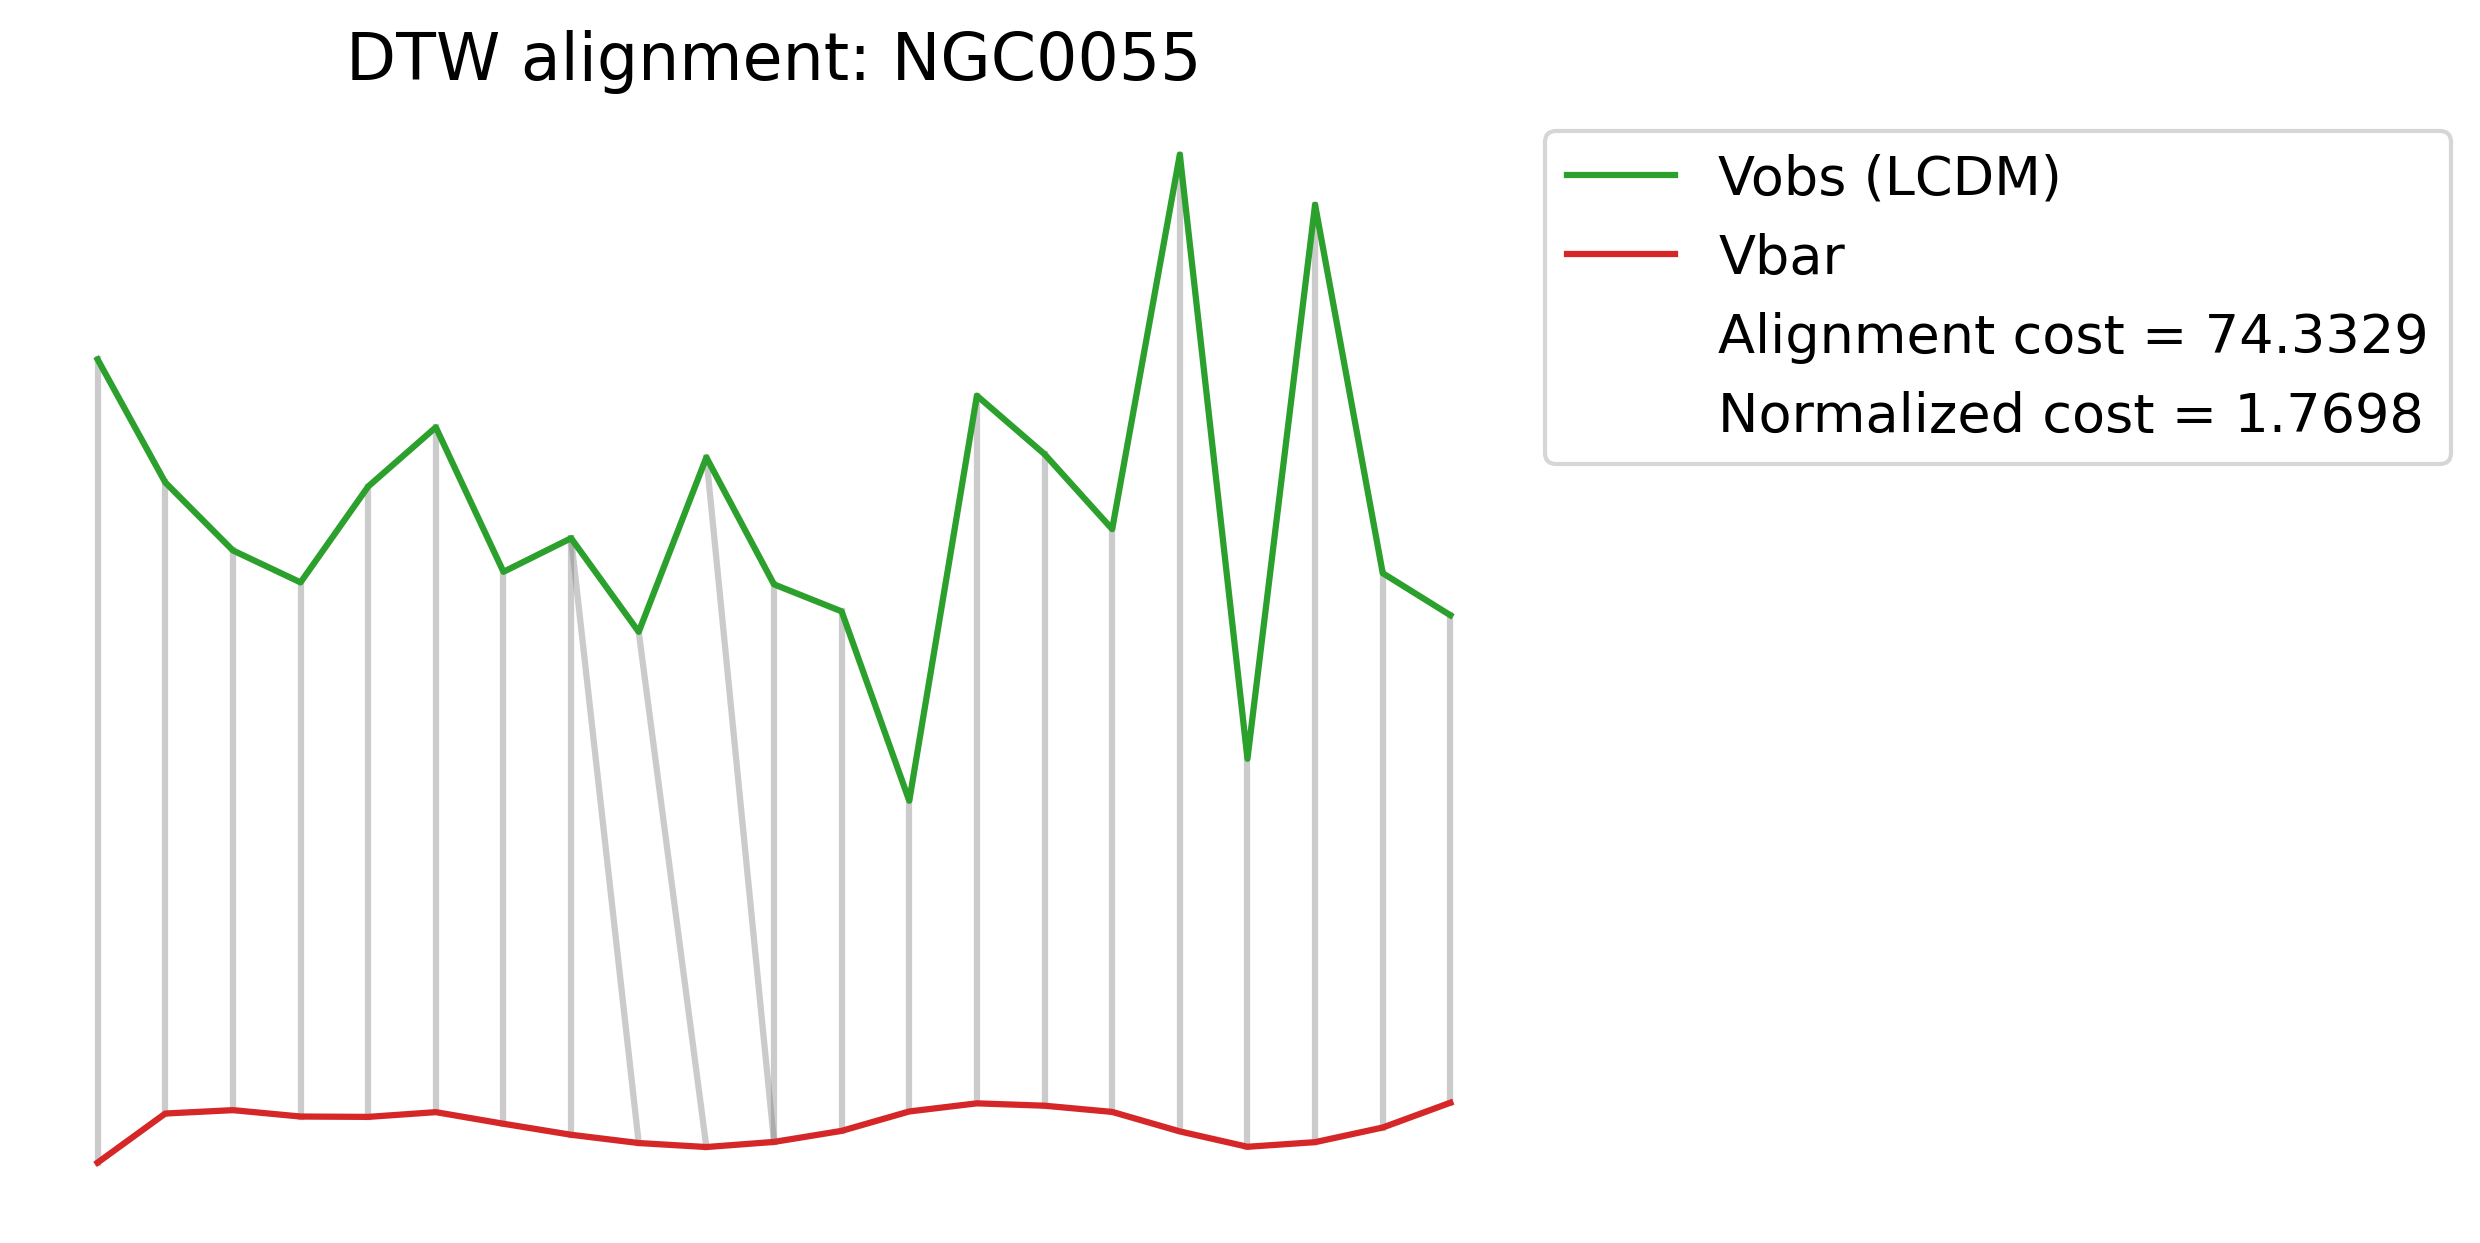 DTW alignment: NGC0055
Vobs (LCDM)
Vbar
Alignment cost = 74.3329
Normalized cost = 1.7698